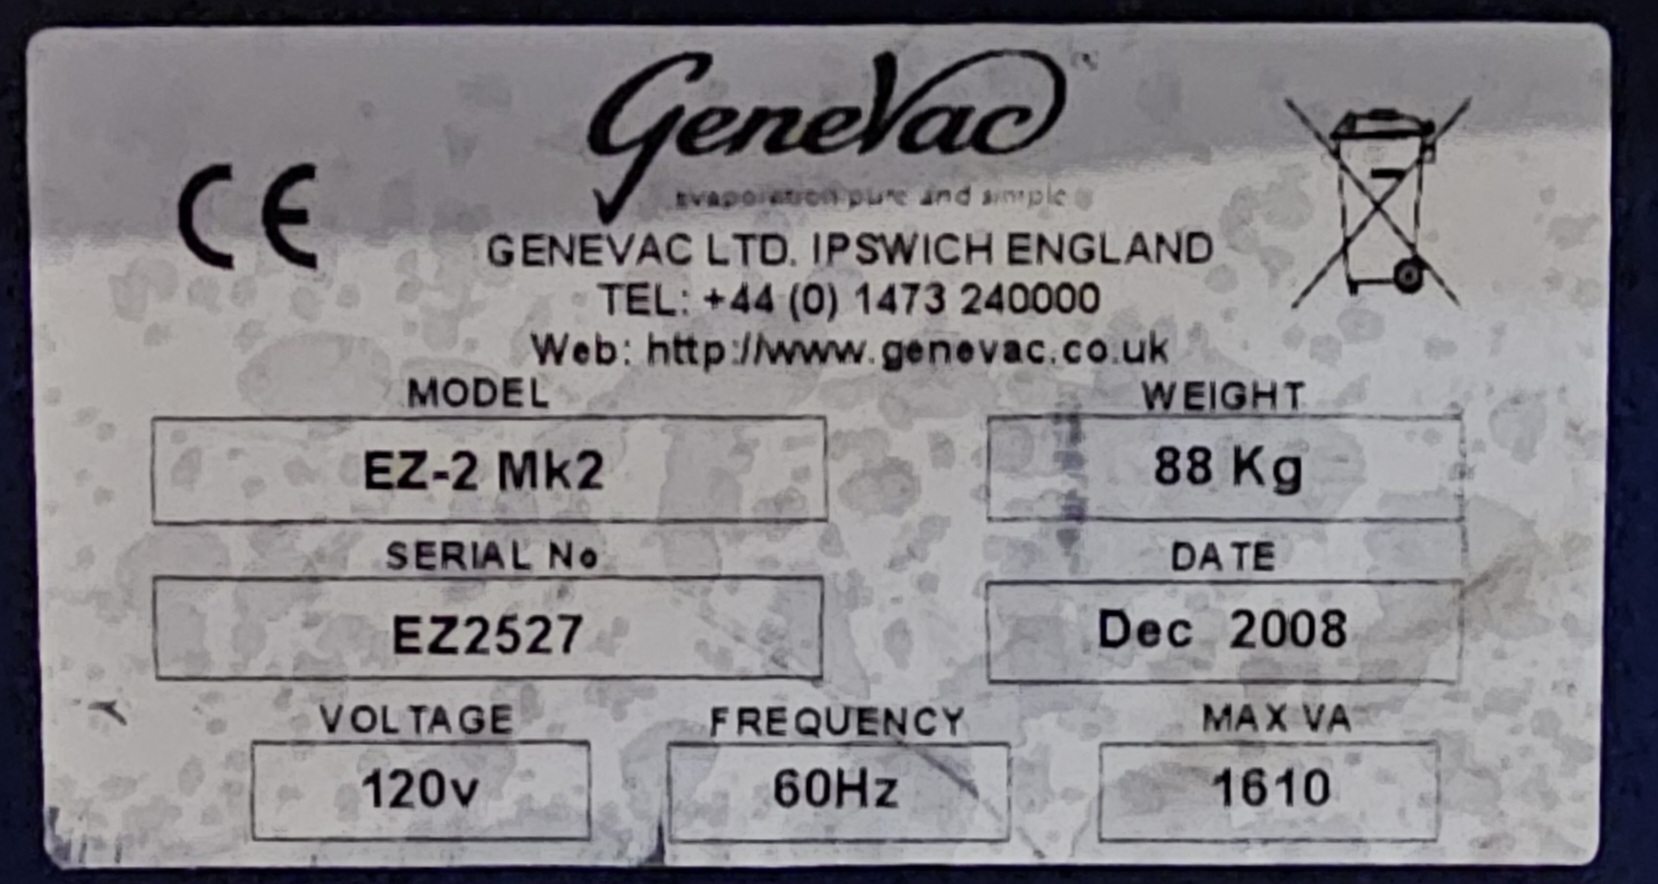 GeneVac
Evaporation pure and simple
CE
GENEVAC LTD. IPSWICH ENGLAND
TEL: +44 (0) 1473 240000
Web: http://www.genevac.co.uk
MODEL WEIGHT
EZ-2 Mk2 88 Kg
SERIAL No DATE
EZ2527 Dec 2008
VOLTAGE FREQUENCY MAX VA
120v 60Hz 1610